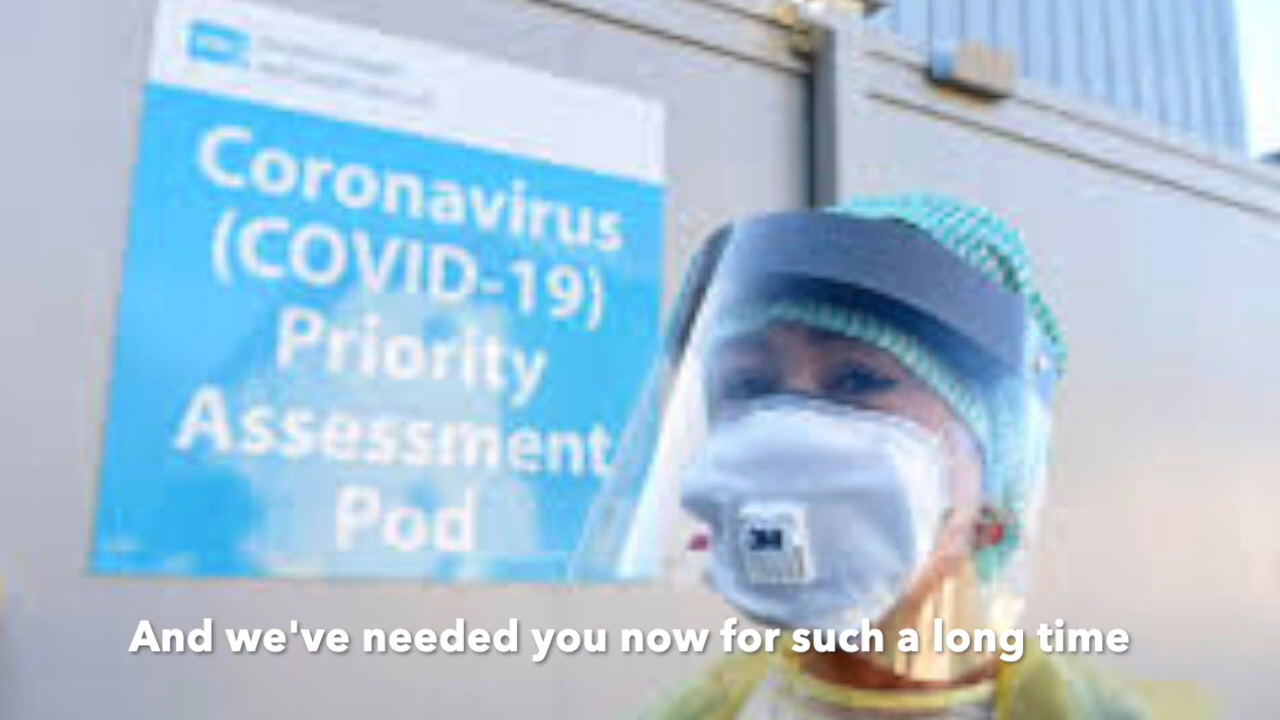 Coronavirus
(COVID-19)
Priority
Assessment
Pod
3M
And we've needed you now for such a long time